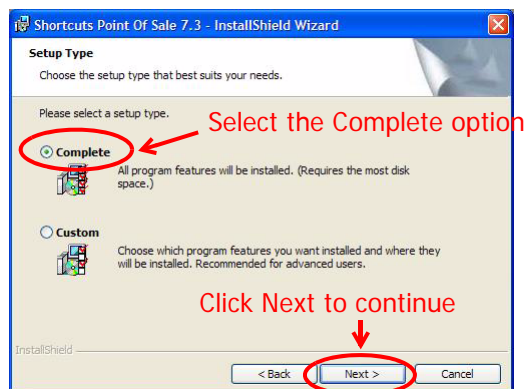 Shortcuts Point Of Sale 7.3 - InstallShield Wizard
Setup Type
Choose the setup type that best suits your needs.
Please select a setup type.
Select the Complete option
Complete
All program features will be installed. (Requires the most disk
space.)
Custom
Choose which program features you want installed and where they
will be installed. Recommended for advanced users.
Click Next to continue
InstallShield
< Back Next > Cancel